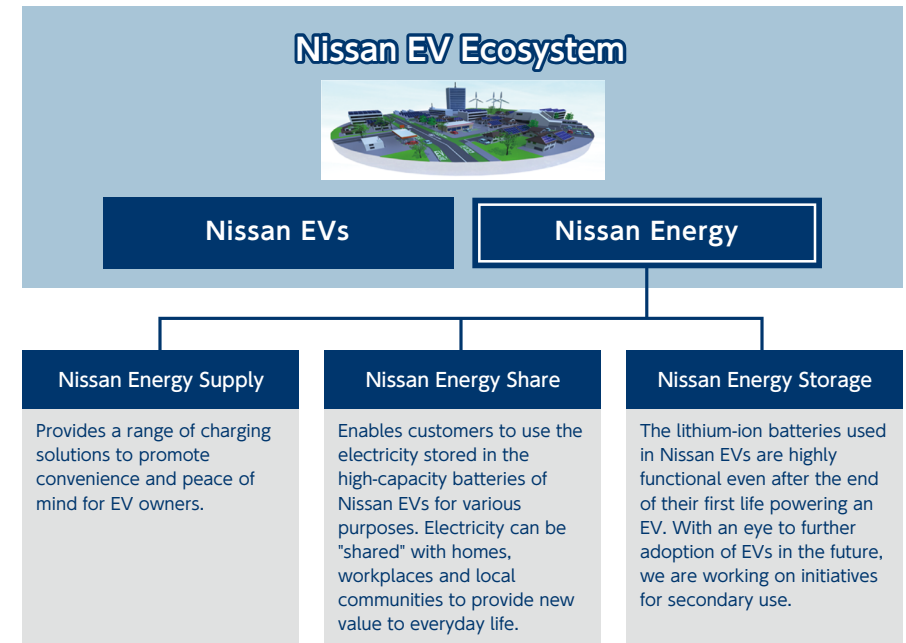 Nissan EV Ecosystem
Nissan EVs
Nissan Energy
Nissan Energy Supply
Provides a range of charging
solutions to promote
convenience and peace of
mind for EV owners.
Nissan Energy Share
Enables customers to use the
electricity stored in the
high-capacity batteries of
Nissan EVs for various
purposes. Electricity can be
"shared" with homes,
workplaces and local
communities to provide new
value to everyday life.
Nissan Energy Storage
The lithium-ion batteries used
in Nissan EVs are highly
functional even after the end
of their first life powering an
EV. With an eye to further
adoption of EVs in the future,
we are working on initiatives
for secondary use.